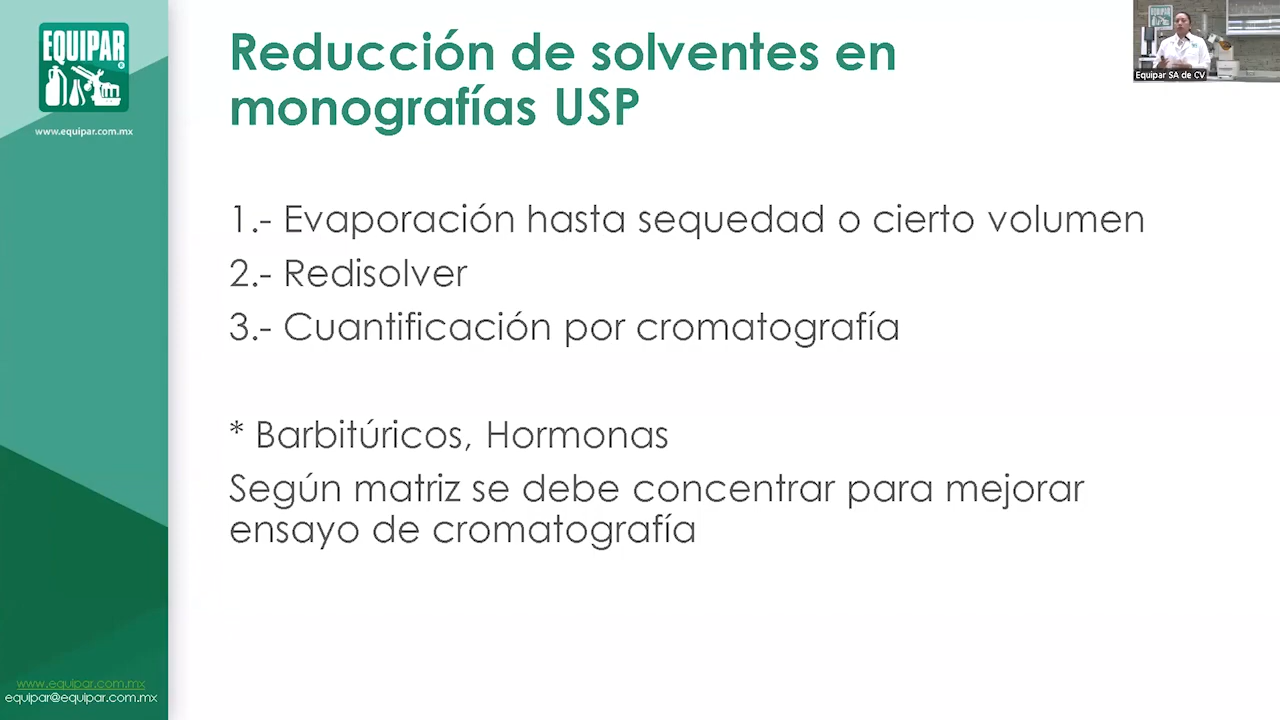 EQUIPAR
www.equipar.com.mx
Reducción de solventes en
monografías USP
1.- Evaporación hasta sequedad o cierto volumen
2.- Redisolver
3.- Cuantificación por cromatografía
* Barbitúricos, Hormonas
Según matriz se debe concentrar para mejorar
ensayo de cromatografía
EQUIPAR
Equipar SA de CV
www.equipar.com.mx
equipar@equipar.com.mx